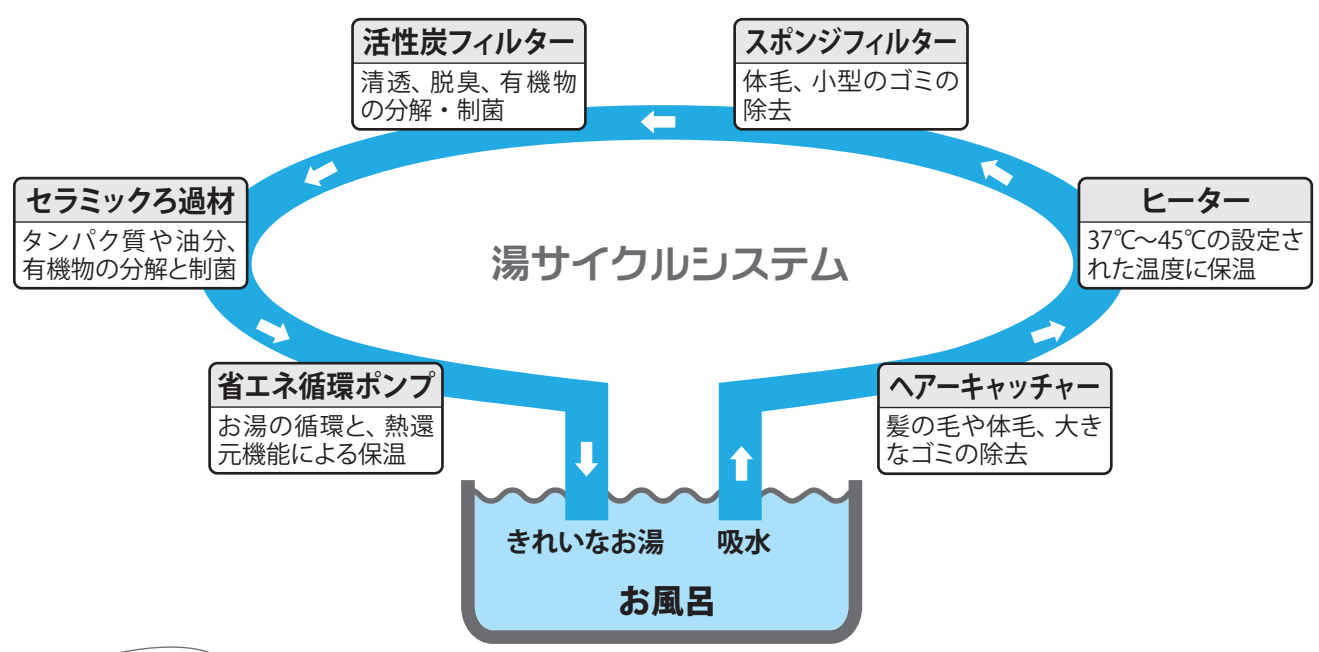 活性炭フィルター
清透、脱臭、有機物
の分解・制菌
スポンジフィルター
体毛、小型のゴミの
除去
セラミックろ過材
タンパク質や油分、
有機物の分解と制菌
湯サイクルシステム
ヒーター
37℃〜45℃の設定さ
れた温度に保温
省エネ循環ポンプ
お湯の循環と、熱還
元機能による保温
ヘアーキャッチャー
髪の毛や体毛、大き
なゴミの除去
きれいなお湯
吸水
お風呂